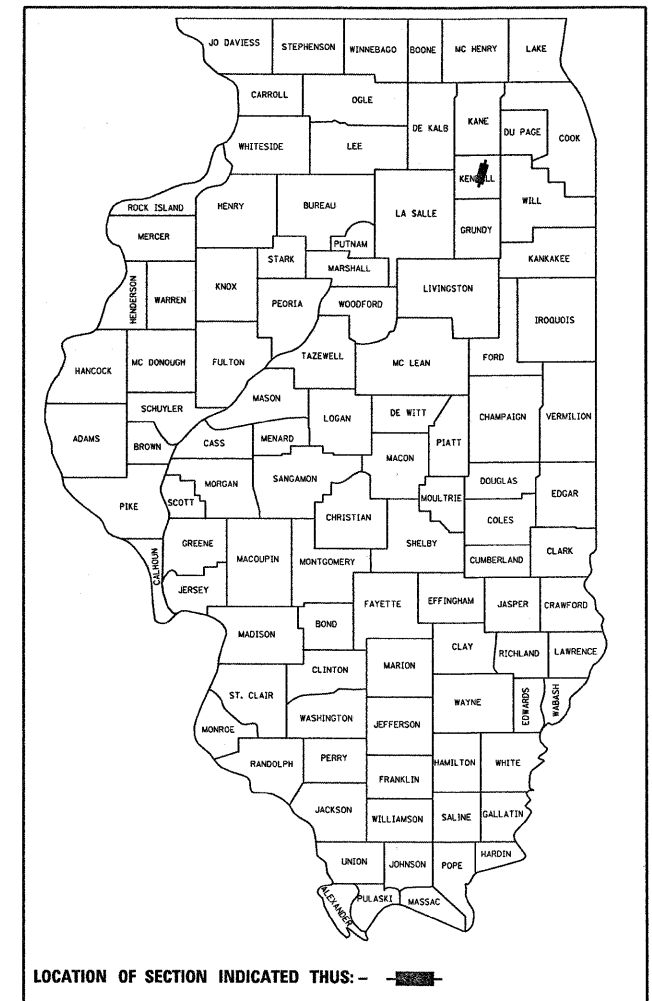 JO DAVIESS STEPHENSON WINNEBAGO BOONE MC HENRY LAKE
CARROLL OGLE DE KALB KANE DU PAGE COOK
WHITESIDE LEE
KENDALL WILL
ROCK ISLAND HENRY BUREAU LA SALLE
MERCER PUTNAM GRUNDY
STARK MARSHALL KANKAKEE
HENDERSON WARREN KNOX PEORIA WOODFORD LIVINGSTON
IROQUOIS
HANCOCK MC DONOUGH FULTON TAZEWELL MC LEAN FORD
MASON
SCHUYLER LOGAN DE WITT CHAMPAIGN VERMILION
ADAMS BROWN CASS MENARD PIATT
MACON
MORGAN SANGAMON DOUGLAS
PIKE SCOTT MOULTRIE EDGAR
CHRISTIAN COLES
GREENE SHELBY
CALHOUN MACOUPIN MONTGOMERY CUMBERLAND CLARK
JERSEY
FAYETTE EFFINGHAM JASPER CRAWFORD
MADISON BOND
CLAY RICHLAND LAWRENCE
CLINTON MARION
ST. CLAIR WAYNE EDWARDS WABASH
MONROE WASHINGTON JEFFERSON
RANDOLPH PERRY HAMILTON WHITE
FRANKLIN
JACKSON WILLIAMSON SALINE GALLATIN
UNION JOHNSON POPE HARDIN
ALEXANDER PULASKI MASSAC
LOCATION OF SECTION INDICATED THUS: -